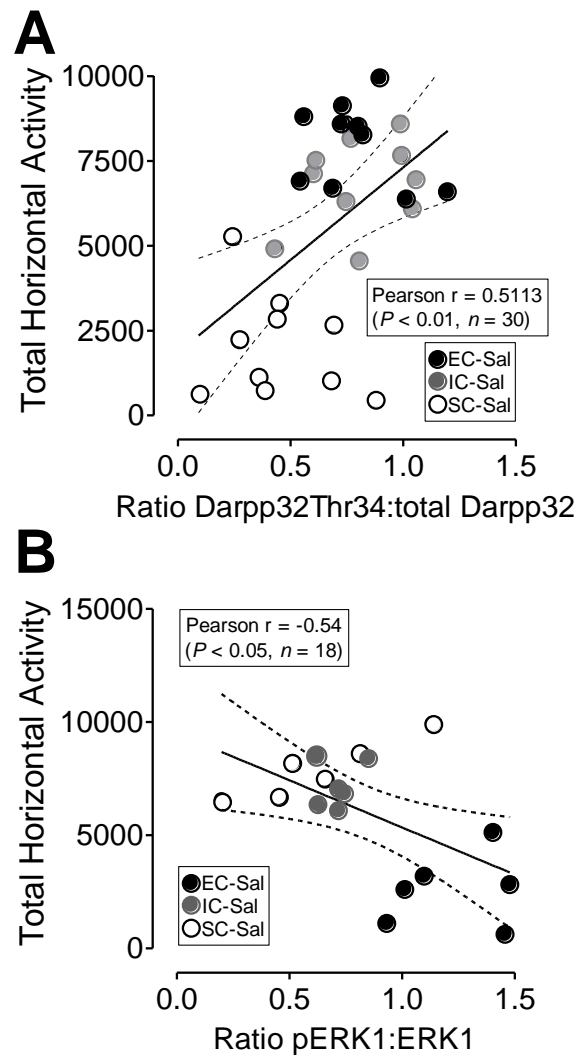 A
Total Horizontal Activity
10000
7500
5000
2500
0
Pearson r = 0.5113
(P < 0.01, n = 30)
EC-Sal
IC-Sal
SC-Sal
0.0 0.5 1.0 1.5
Ratio Darpp32Thr34:total Darpp32
B
Total Horizontal Activity
15000
10000
5000
0
Pearson r = -0.54
(P < 0.05, n = 18)
EC-Sal
IC-Sal
SC-Sal
0.0 0.5 1.0 1.5
Ratio pERK1:ERK1